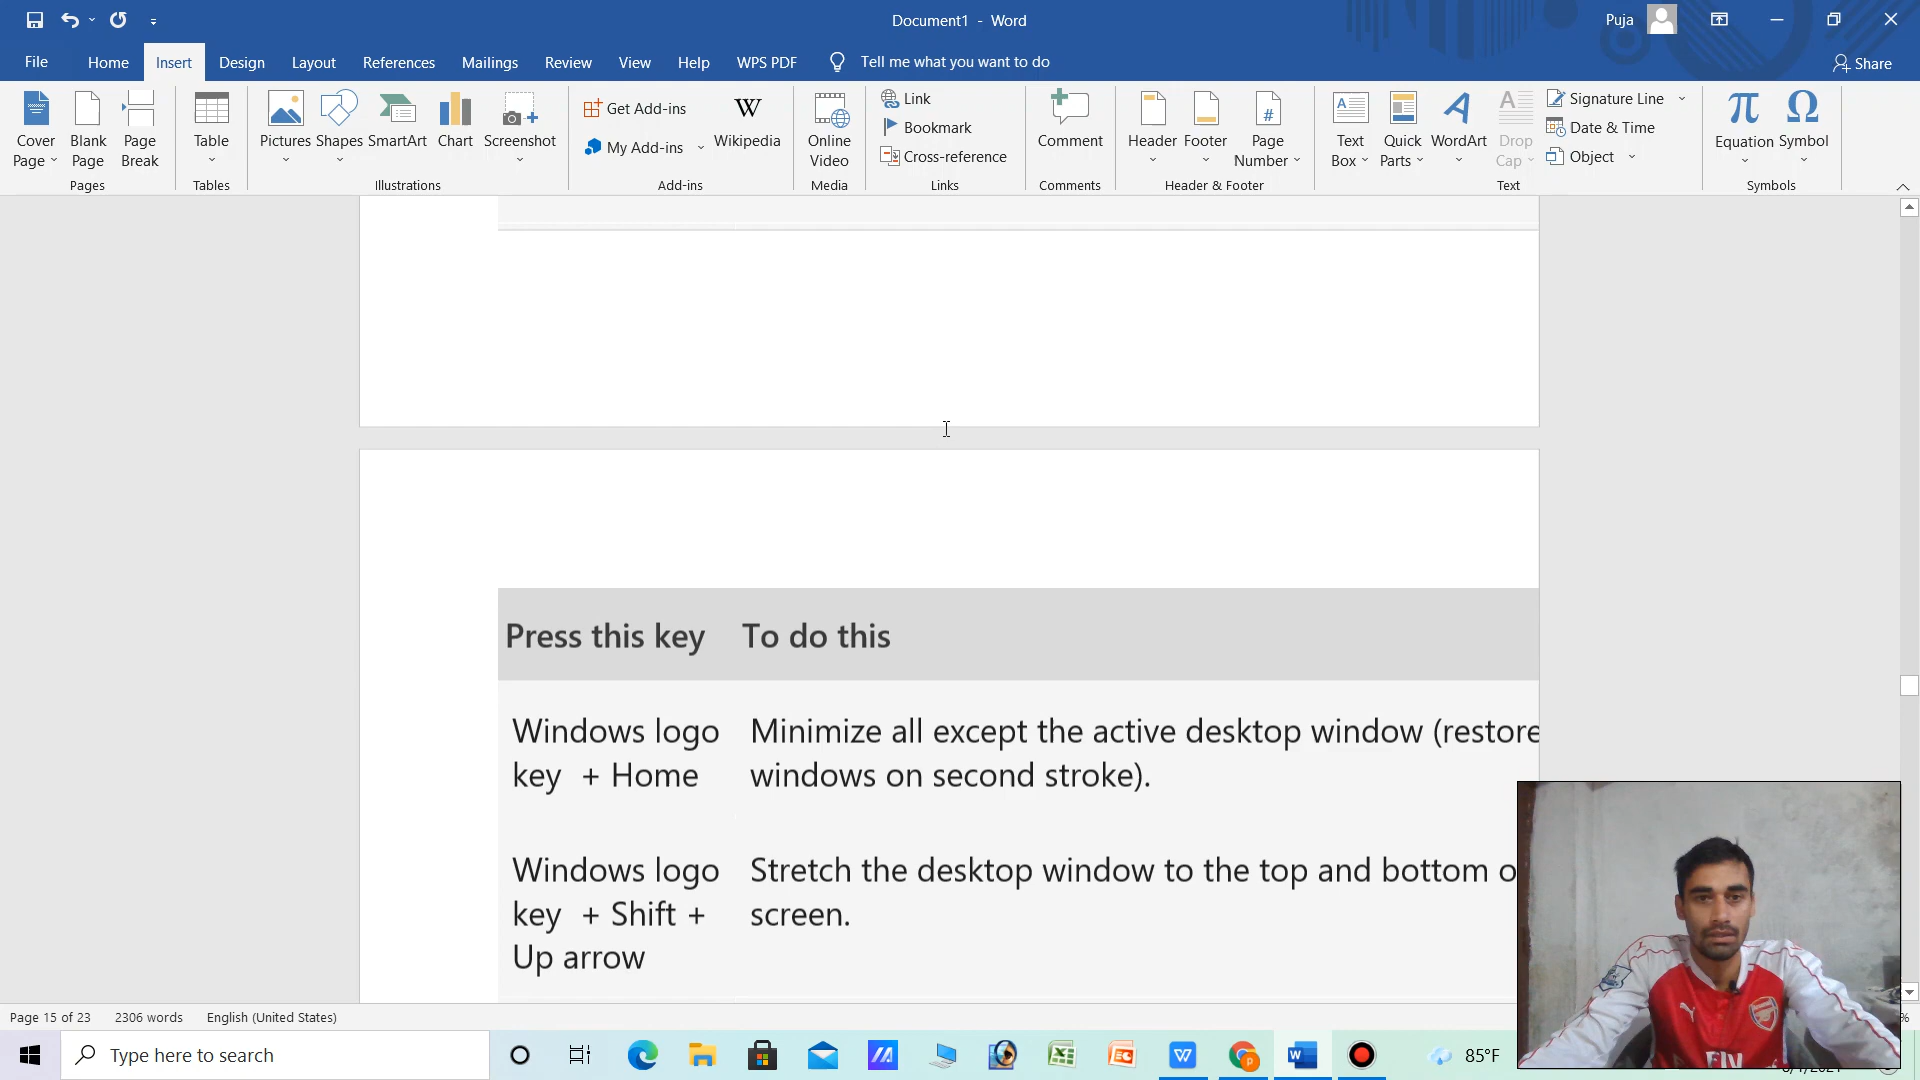 Document1 - Word
Puja
File Home Insert Design Layout References Mailings Review View Help WPS PDF Tell me what you want to do
Share
Cover Page
Blank Page
Page Break
Table
Pictures
Shapes
SmartArt
Chart
Screenshot
Get Add-ins
My Add-ins
Wikipedia
Online Video
Link
Bookmark
Cross-reference
Comment
Header
Footer
Page Number
Text Box
Quick Parts
WordArt
Drop Cap
Signature Line
Date & Time
Object
Equation
Symbol
Pages
Tables
Illustrations
Add-ins
Media
Links
Comments
Header & Footer
Text
Symbols
Press this key To do this
Windows logo key + Home
Minimize all except the active desktop window (restore
windows on second stroke).
Windows logo key + Shift + Up arrow
Stretch the desktop window to the top and bottom o
screen.
Page 15 of 23 2306 words English (United States)
Type here to search
85°F